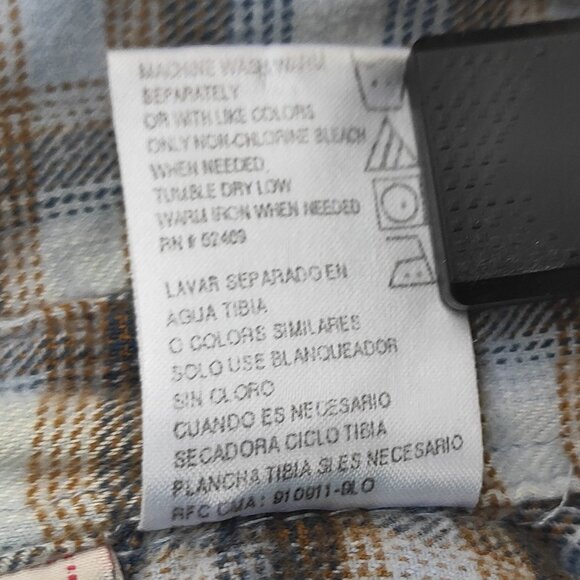 MACHINE WASH WARM
SEPARATELY
OR WITH LIKE COLORS
ONLY NON-CHLORINE BLEACH
WHEN NEEDED
TUMBLE DRY LOW
WARM IRON WHEN NEEDED
RN # 52469
LAVAR SEPARADO EN
AGUA TIBIA
O COLORS SIMILARES
SOLO USE BLANQUEADOR
SIN CLORO
CUANDO ES NECESARIO
SECADORA CICLO TIBIA
PLANCHA TIBIA SI ES NECESARIO
RFC CMA: 910911-9L0